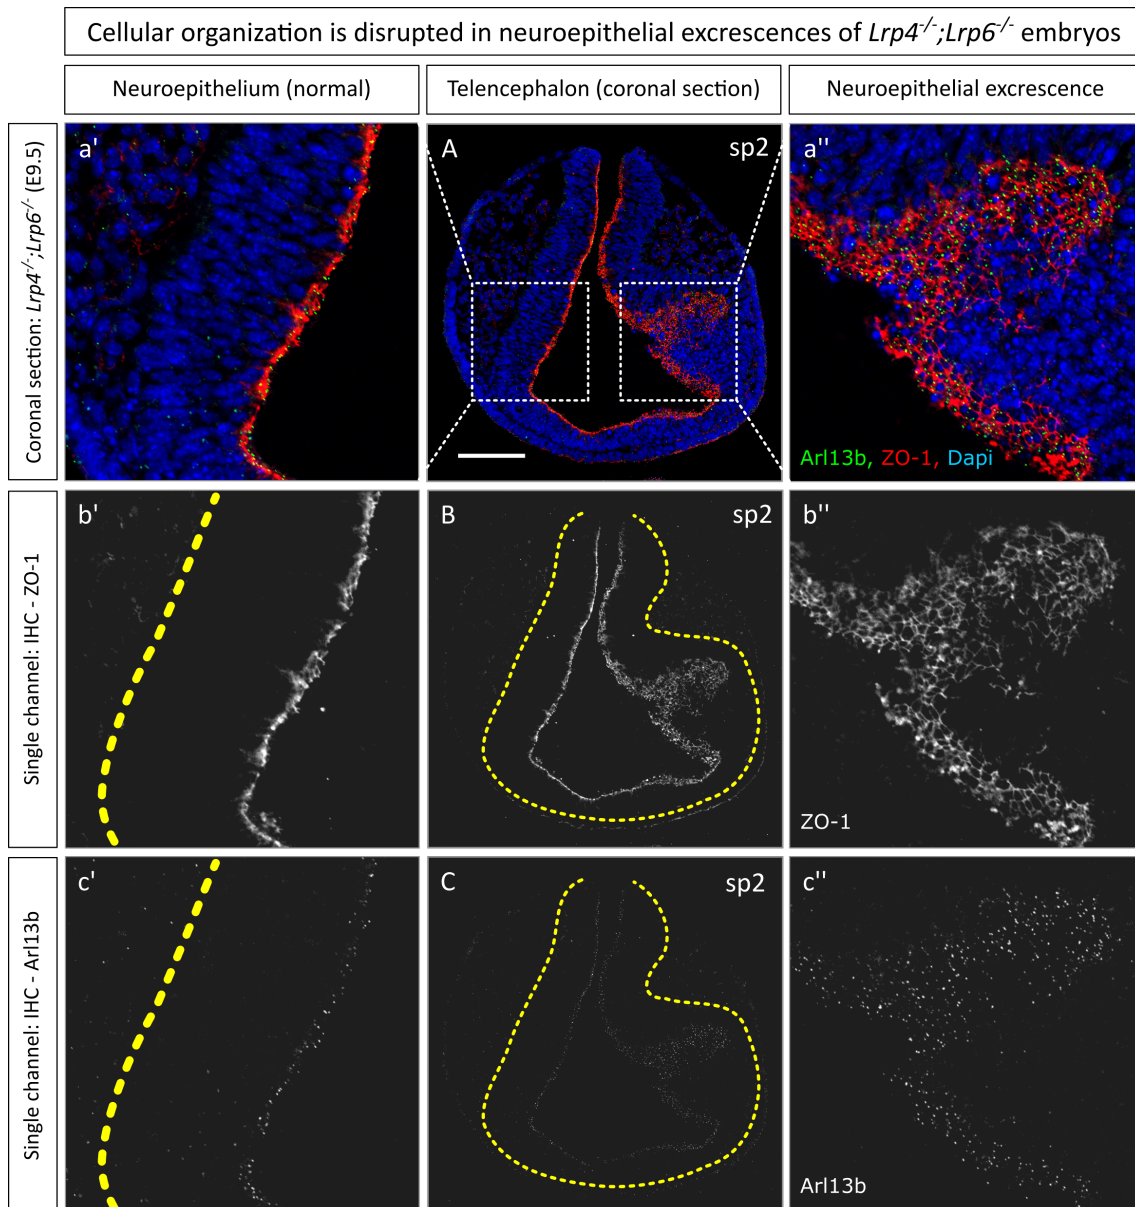 Cellular organization is disrupted in neuroepithelial excrescences of Lrp4-/-;Lrp6-/- embryos
Neuroepithelium (normal)
Telencephalon (coronal section)
Neuroepithelial excrescence
Coronal section: Lrp4-/-;Lrp6-/- (E9.5)
a'
A
sp2
a''
Arl13b, ZO-1, Dapi
Single channel: IHC - ZO-1
b'
B
sp2
b''
ZO-1
Single channel: IHC - Arl13b
c'
C
sp2
c''
Arl13b